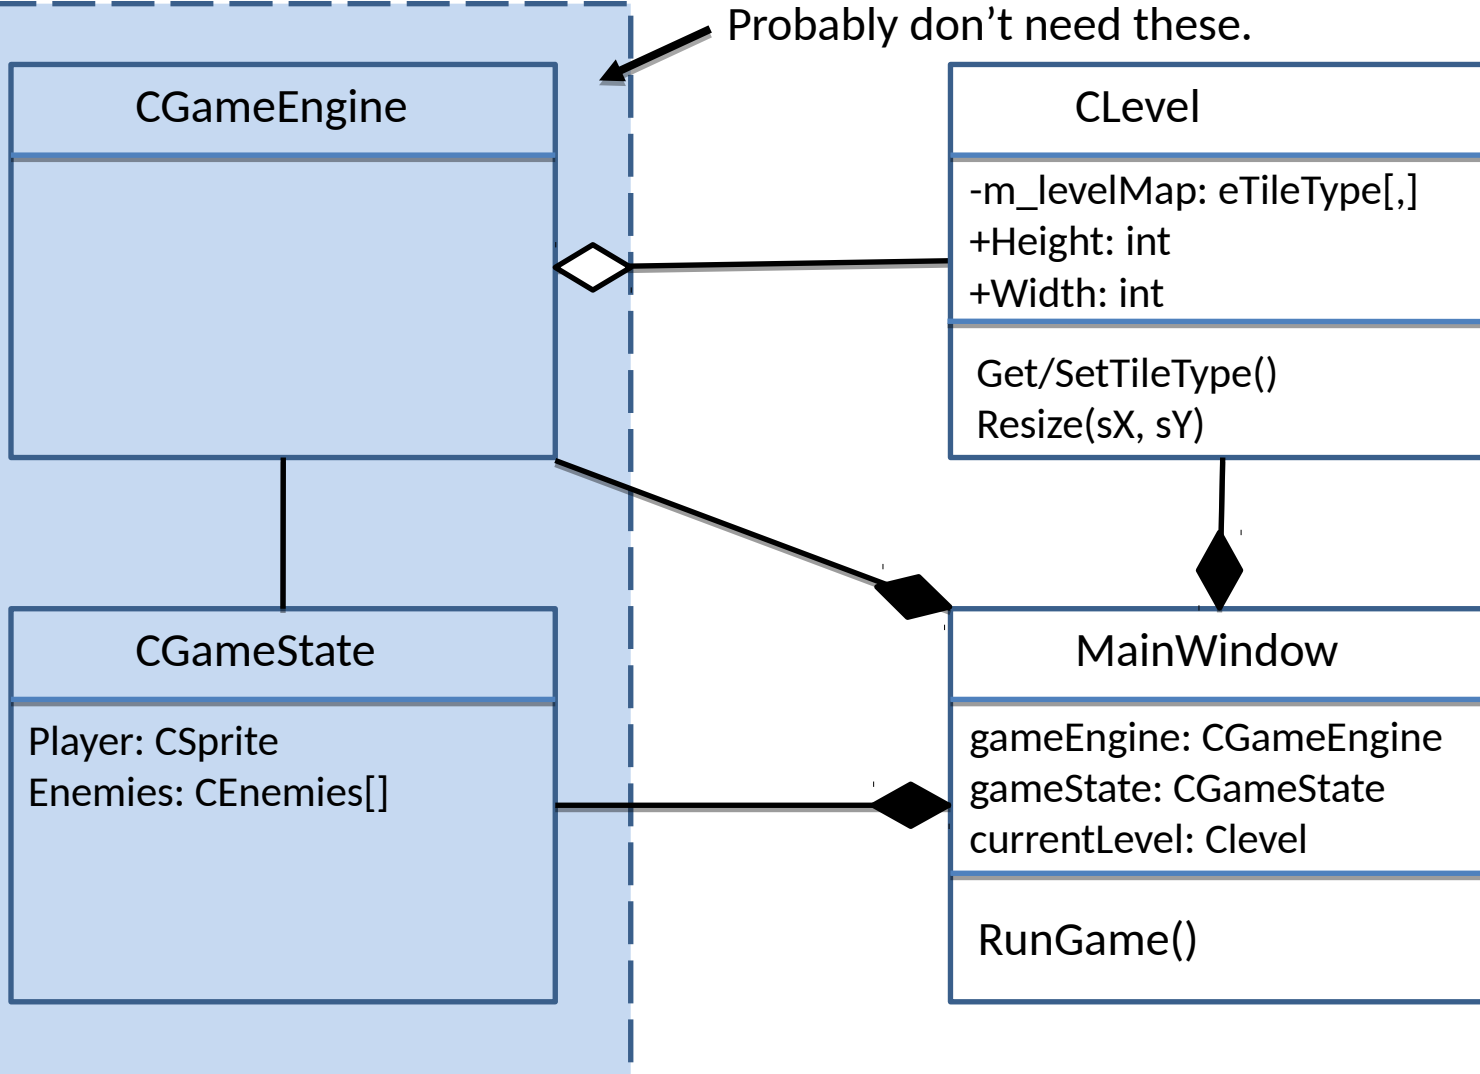 Probably don’t need these.
CGameEngine
CLevel
-m_levelMap: eTileType[,]
+Height: int
+Width: int
Get/SetTileType()
Resize(sX, sY)
CGameState
Player: CSprite
Enemies: CEnemies[]
MainWindow
gameEngine: CGameEngine
gameState: CGameState
currentLevel: Clevel
RunGame()